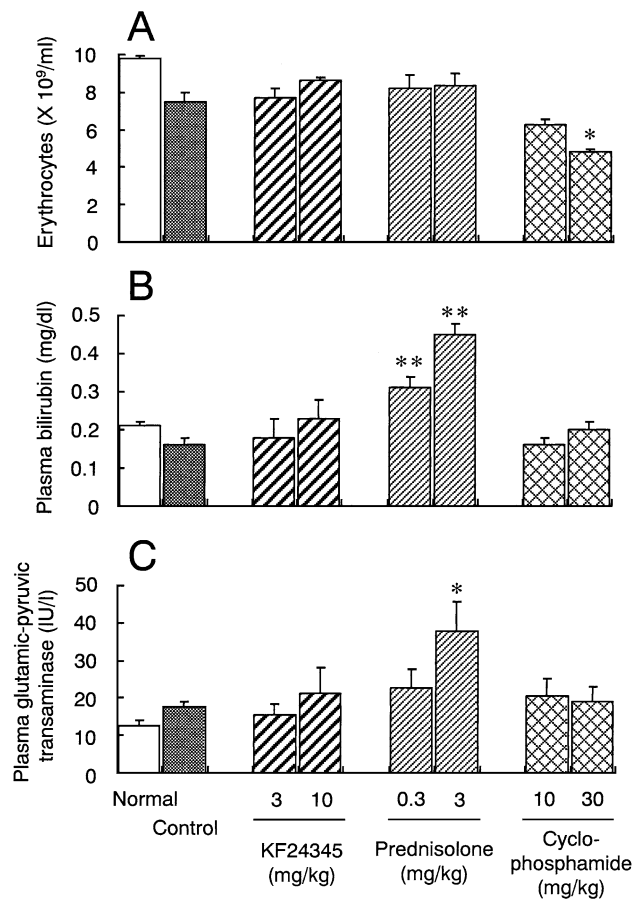 A
Erythrocytes (X 10⁹/ml)
10
8
6
4
2
0
*
B
Plasma bilirubin (mg/dl)
0.5
0.4
0.3
0.2
0.1
0
**
**
C
Plasma glutamic-pyruvic
transaminase (IU/l)
50
40
30
20
10
0
*
Normal
Control
3 10
KF24345
(mg/kg)
0.3 3
Prednisolone
(mg/kg)
10 30
Cyclo-
phosphamide
(mg/kg)